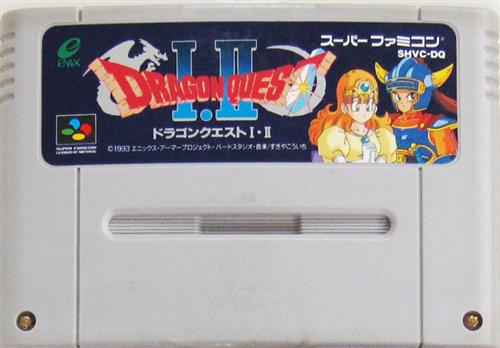 ENIX
スーパー ファミコン
SHVC-DQ
DRAGON QUEST
I・II
ドラゴンクエスト I・II
SUPER FAMICOM
LICENSED BY NINTENDO
©1993 エニックス・アーマープロジェクト・バードスタジオ・音楽/すぎやこういち